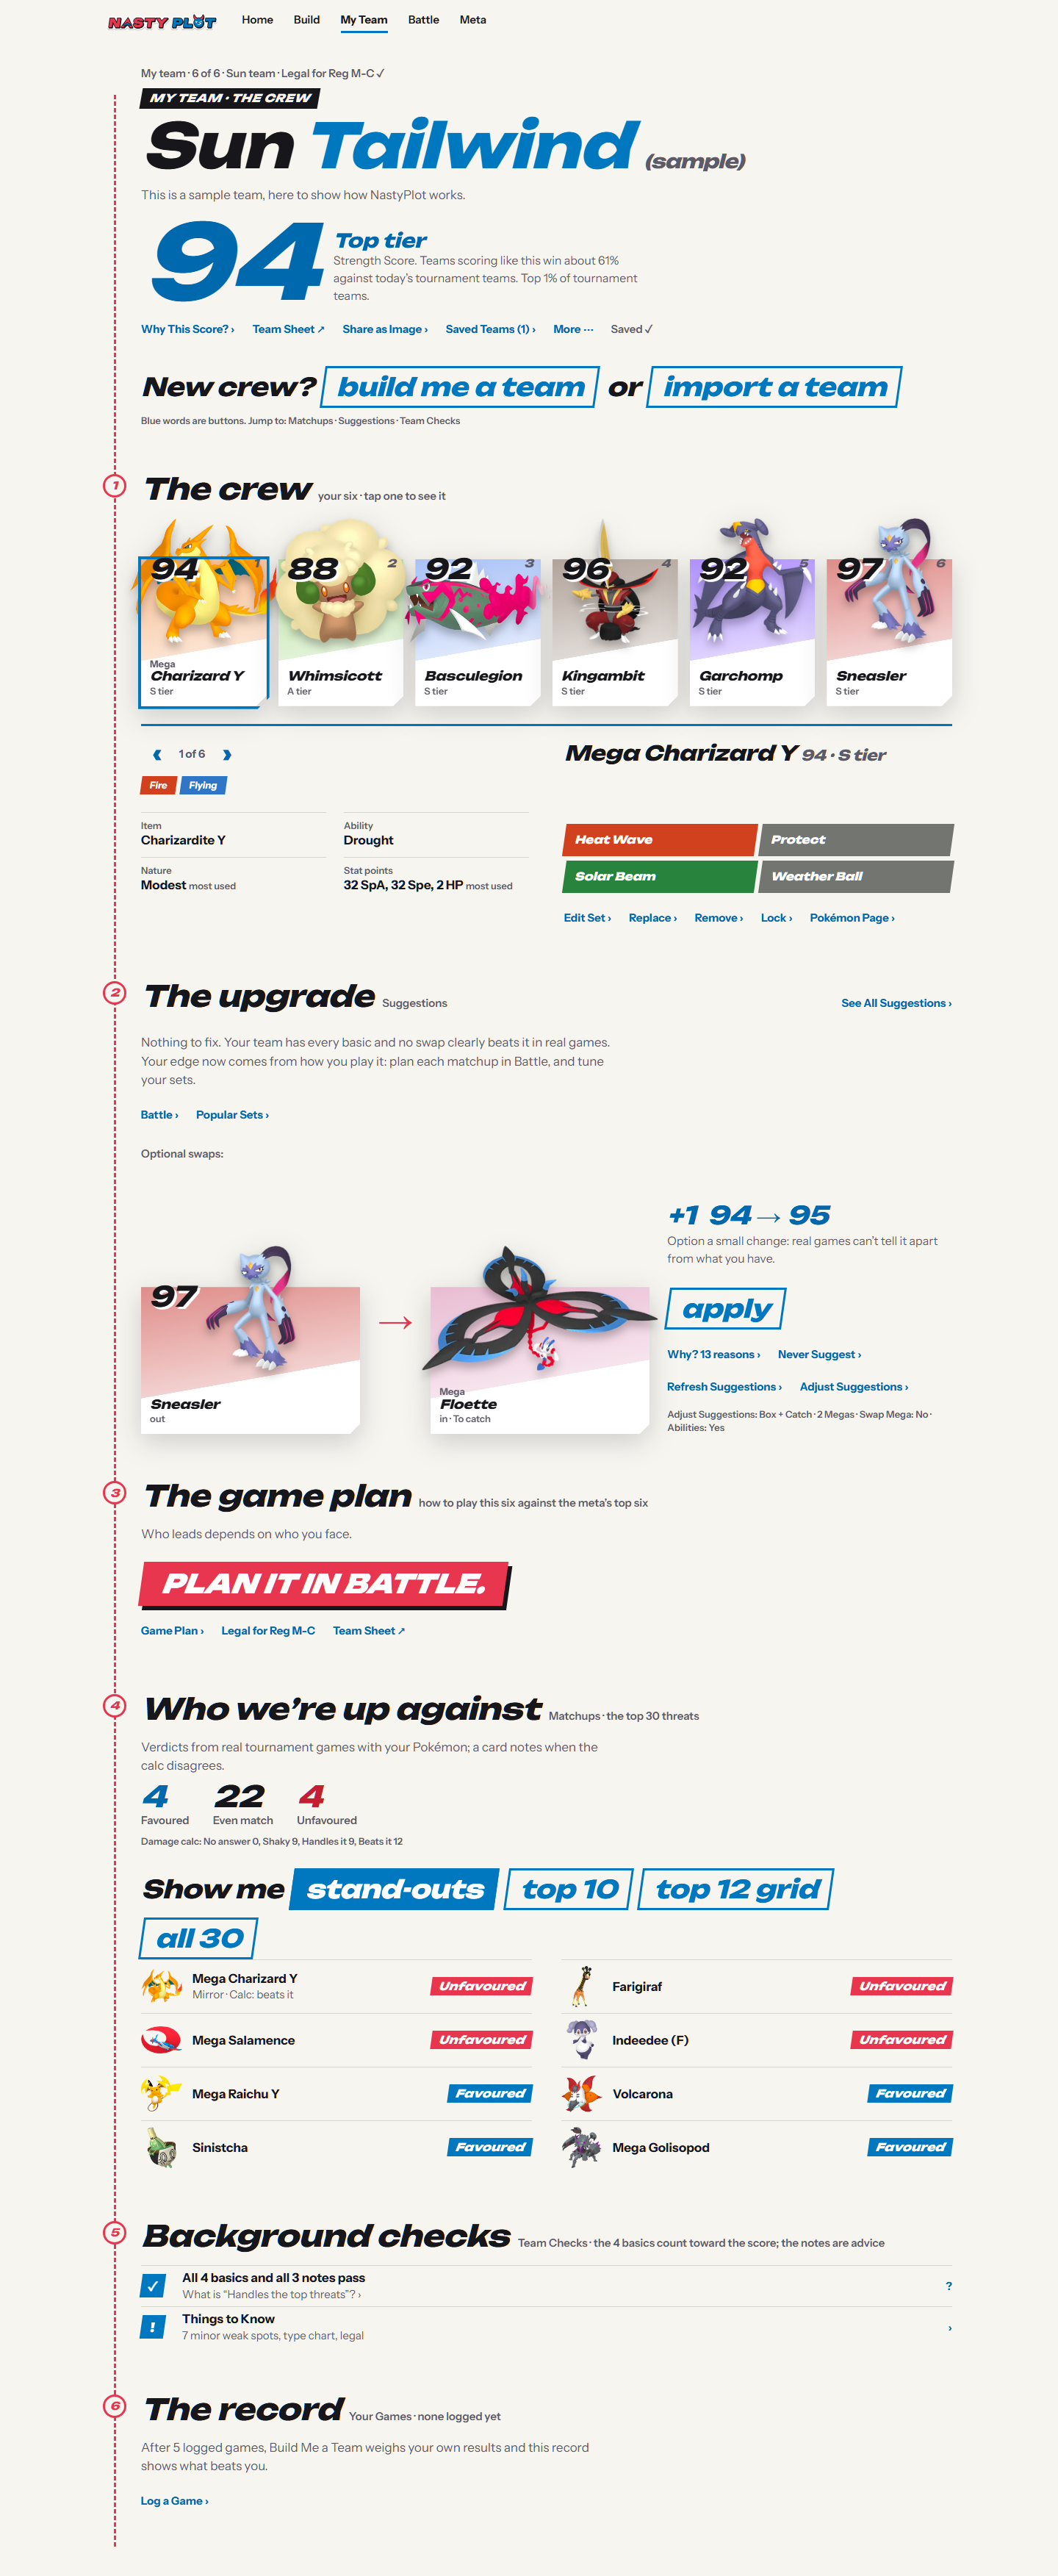 NASTY PLOT
Home Build My Team Battle Meta
My team · 6 of 6 · Sun team · Legal for Reg M-C ✓
MY TEAM · THE CREW
Sun Tailwind (sample)
This is a sample team, here to show how NastyPlot works.
94
Top tier
Strength Score. Teams scoring like this win about 61%
against today's tournament teams. Top 1% of tournament
teams.
Why This Score? › Team Sheet ↗ Share as Image › Saved Teams (1) › More ··· Saved ✓
New crew? build me a team or import a team
Blue words are buttons. Jump to: Matchups · Suggestions · Team Checks
1
The crew your six · tap one to see it
94 1
Mega
Charizard Y
S tier
88 2
Whimsicott
A tier
92 3
Basculegion
S tier
96 4
Kingambit
S tier
92 5
Garchomp
S tier
97 6
Sneasler
S tier
‹ 1 of 6 ›
Fire Flying
Item
Charizardite Y
Ability
Drought
Nature
Modest most used
Stat points
32 SpA, 32 Spe, 2 HP most used
Mega Charizard Y 94 · S tier
Heat Wave Protect
Solar Beam Weather Ball
Edit Set › Replace › Remove › Lock › Pokémon Page ›
2
The upgrade Suggestions See All Suggestions ›
Nothing to fix. Your team has every basic and no swap clearly beats it in real games.
Your edge now comes from how you play it: plan each matchup in Battle, and tune
your sets.
Battle › Popular Sets ›
Optional swaps:
97
Sneasler
out
→
Mega
Floette
in · To catch
+1 94 → 95
Option a small change: real games can't tell it apart
from what you have.
apply
Why? 13 reasons › Never Suggest ›
Refresh Suggestions › Adjust Suggestions ›
Adjust Suggestions: Box + Catch · 2 Megas · Swap Mega: No ·
Abilities: Yes
3
The game plan how to play this six against the meta's top six
Who leads depends on who you face.
PLAN IT IN BATTLE.
Game Plan › Legal for Reg M-C Team Sheet ↗
4
Who we're up against Matchups · the top 30 threats
Verdicts from real tournament games with your Pokémon; a card notes when the
calc disagrees.
4 22 4
Favoured Even match Unfavoured
Damage calc: No answer 0, Shaky 9, Handles it 9, Beats it 12
Show me stand-outs top 10 top 12 grid
all 30
Mega Charizard Y Unfavoured
Mirror · Calc: beats it
Farigiraf Unfavoured
Mega Salamence Unfavoured
Indeedee (F) Unfavoured
Mega Raichu Y Favoured
Volcarona Favoured
Sinistcha Favoured
Mega Golisopod Favoured
5
Background checks Team Checks · the 4 basics count toward the score; the notes are advice
✓ All 4 basics and all 3 notes pass ?
What is “Handles the top threats”? ›
! Things to Know ›
7 minor weak spots, type chart, legal
6
The record Your Games · none logged yet
After 5 logged games, Build Me a Team weighs your own results and this record
shows what beats you.
Log a Game ›